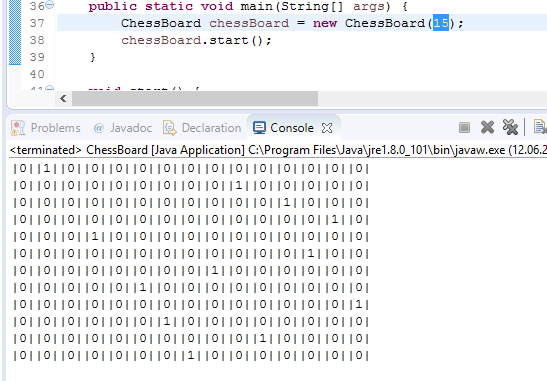 36 public static void main(String[] args) {
37 ChessBoard chessBoard = new ChessBoard(15);
38 chessBoard.start();
39 }
40
Problems @ Javadoc Declaration Console
<terminated> ChessBoard [Java Application] C:\Program Files\Java\jre1.8.0_101\bin\javaw.exe (12.06.2
|0||1||0||0||0||0||0||0||0||0||0||0||0||0||0|
|0||0||0||0||0||0||0||0||0||1||0||0||0||0||0|
|0||0||0||0||0||0||0||0||0||0||0||1||0||0||0|
|0||0||0||0||0||0||0||0||0||0||0||0||0||1||0|
|0||0||0||1||0||0||0||0||0||0||0||0||0||0||0|
|0||0||0||0||0||0||0||0||0||0||0||0||1||0||0|
|0||0||0||0||0||0||0||0||1||0||0||0||0||0||0|
|0||0||0||0||0||1||0||0||0||0||0||0||0||0||0|
|0||0||0||0||0||0||0||0||0||0||0||0||0||0||1|
|0||0||0||0||0||0||1||0||0||0||0||0||0||0||0|
|0||0||0||0||0||0||0||0||0||0||1||0||0||0||0|
|0||0||0||0||0||0||0||1||0||0||0||0||0||0||0|